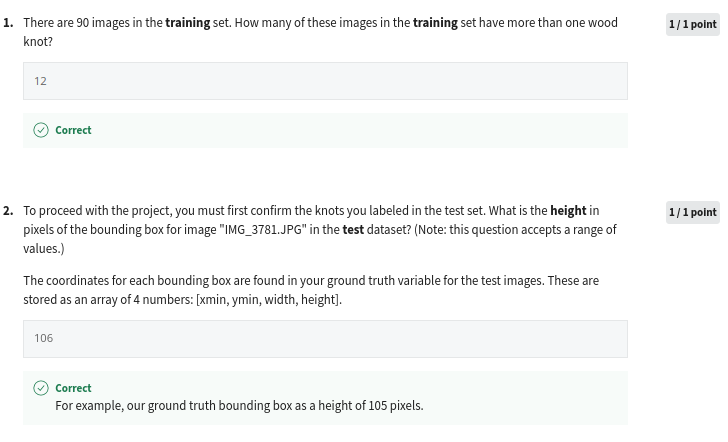 1. There are 90 images in the training set. How many of these images in the training set have more than one wood
knot?
1 / 1 point
12
Correct
2. To proceed with the project, you must first confirm the knots you labeled in the test set. What is the height in
pixels of the bounding box for image "IMG_3781.JPG" in the test dataset? (Note: this question accepts a range of
values.)
1 / 1 point
The coordinates for each bounding box are found in your ground truth variable for the test images. These are
stored as an array of 4 numbers: [xmin, ymin, width, height].
106
Correct
For example, our ground truth bounding box as a height of 105 pixels.